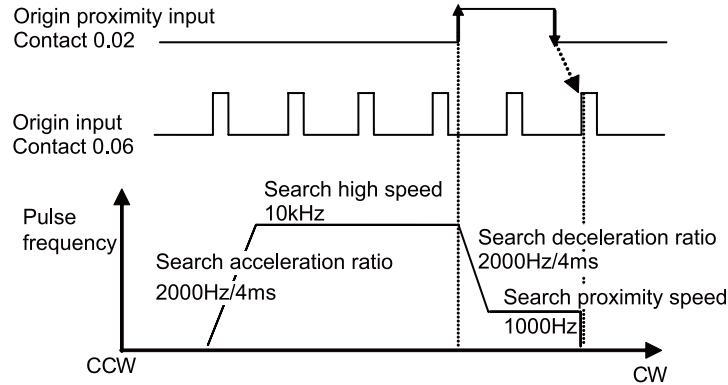 Origin proximity input
Contact 0.02
Origin input
Contact 0.06
Search high speed
10kHz
Pulse
frequency
Search deceleration ratio
2000Hz/4ms
Search acceleration ratio
2000Hz/4ms
Search proximity speed
1000Hz
CCW
CW